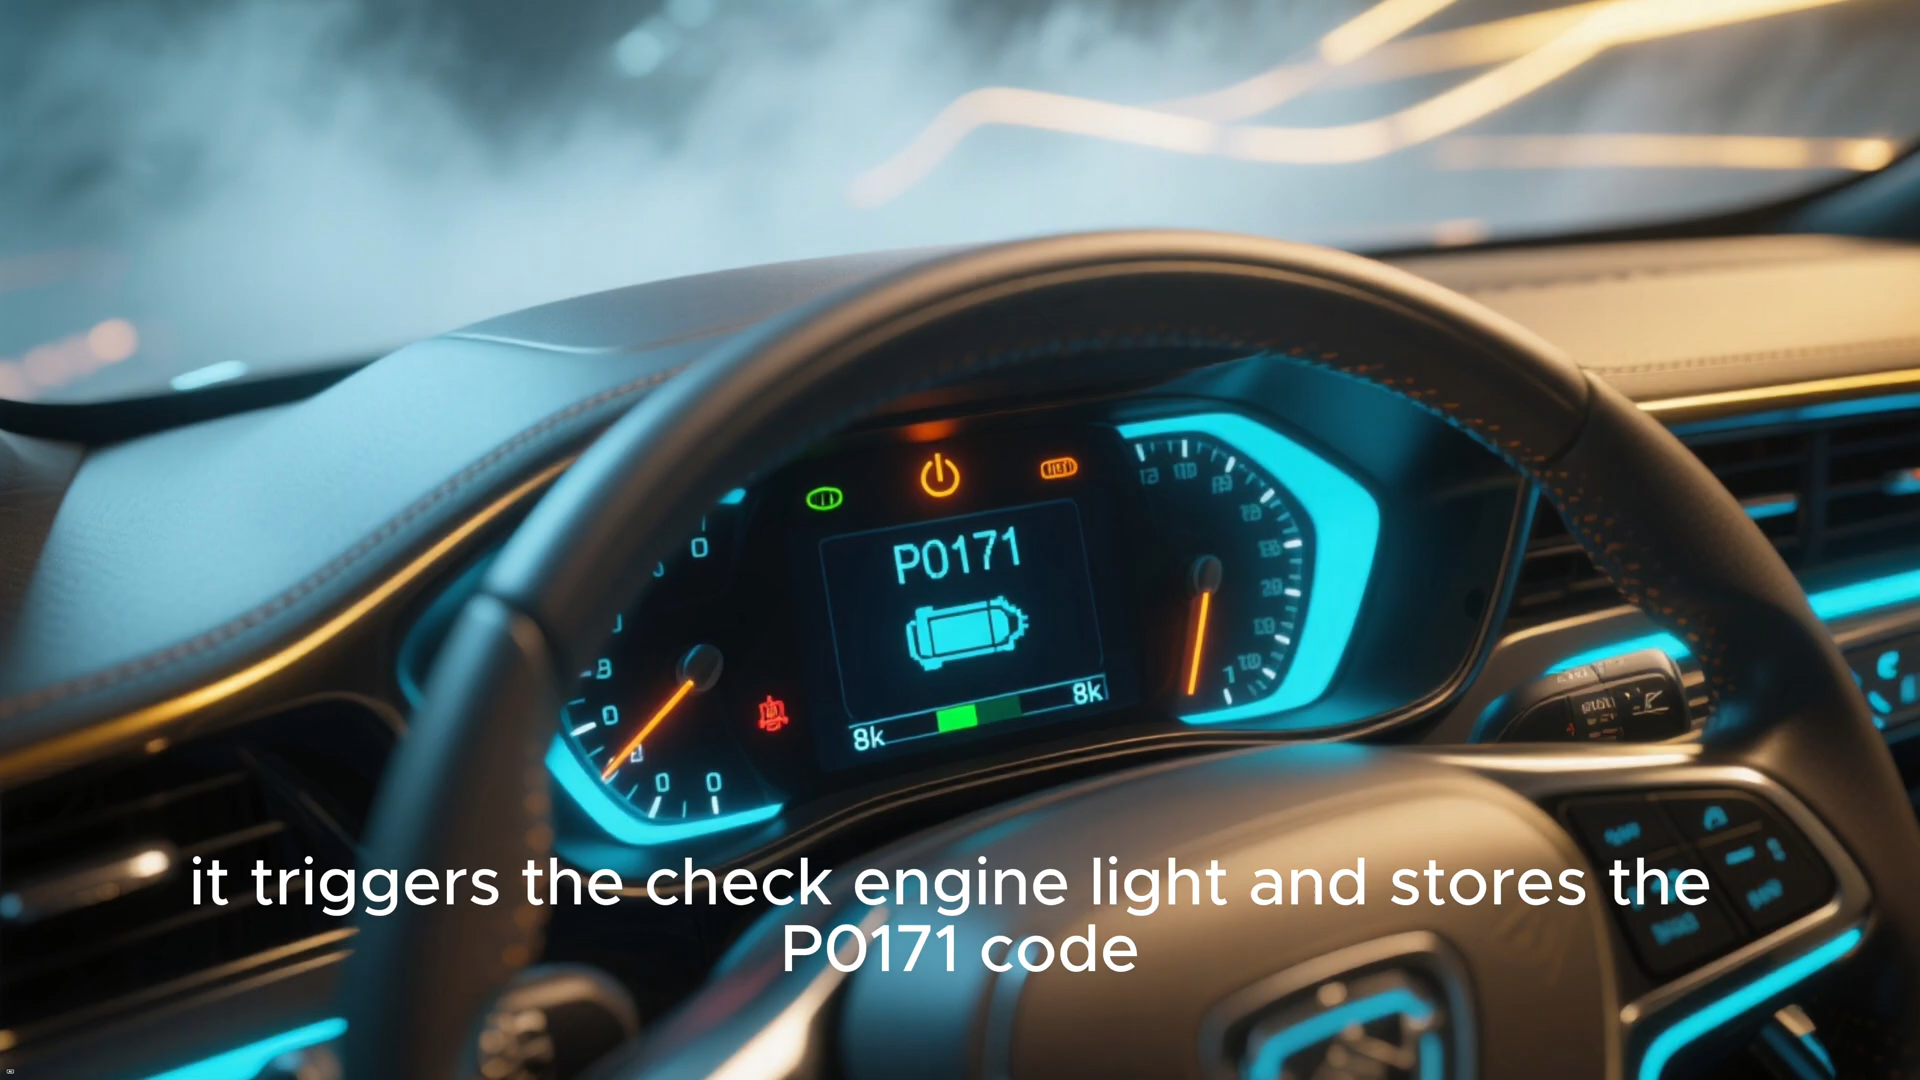 P0171
8k
8k
it triggers the check engine light and stores the
P0171 code